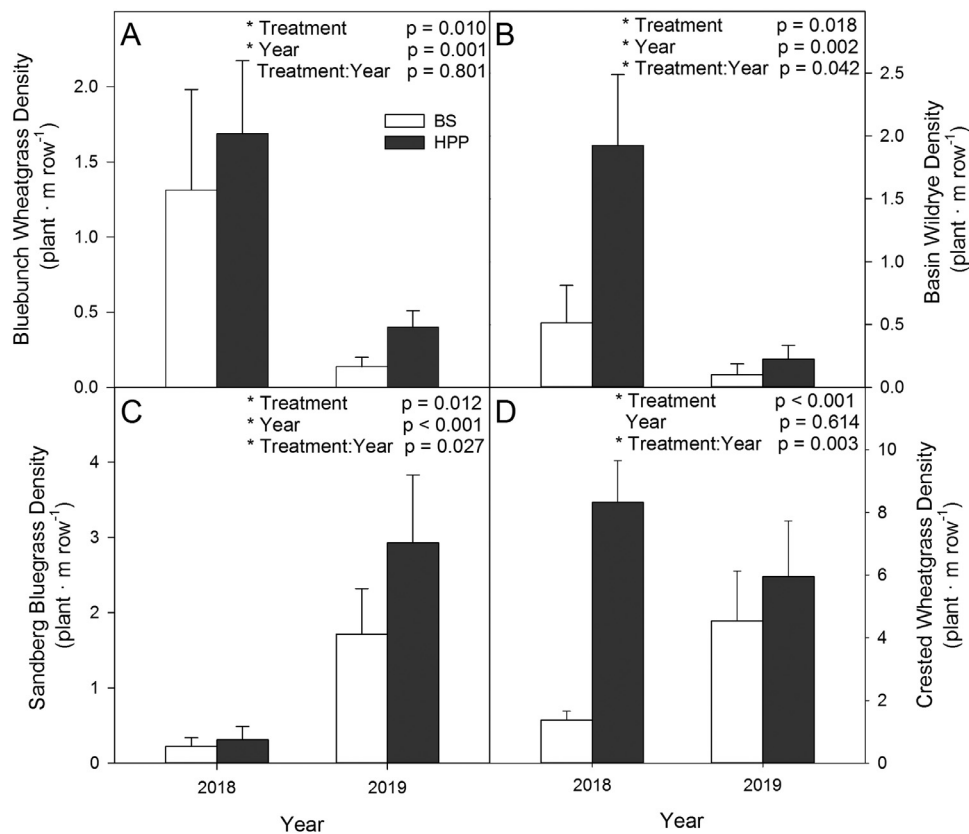 A
* Treatment p = 0.010
* Year p = 0.001
Treatment:Year p = 0.801
BS
HPP
Bluebunch Wheatgrass Density
(plant · m row⁻¹)
2.0
1.5
1.0
0.5
0.0
B
* Treatment p = 0.018
* Year p = 0.002
* Treatment:Year p = 0.042
2.5
2.0
1.5
1.0
0.5
0.0
Basin Wildrye Density
(plant · m row⁻¹)
C
* Treatment p = 0.012
* Year p < 0.001
* Treatment:Year p = 0.027
Sandberg Bluegrass Density
(plant · m row⁻¹)
4
3
2
1
0
2018 2019
Year
D
* Treatment p < 0.001
Year p = 0.614
* Treatment:Year p = 0.003
10
8
6
4
2
0
Crested Wheatgrass Density
(plant · m row⁻¹)
2018 2019
Year